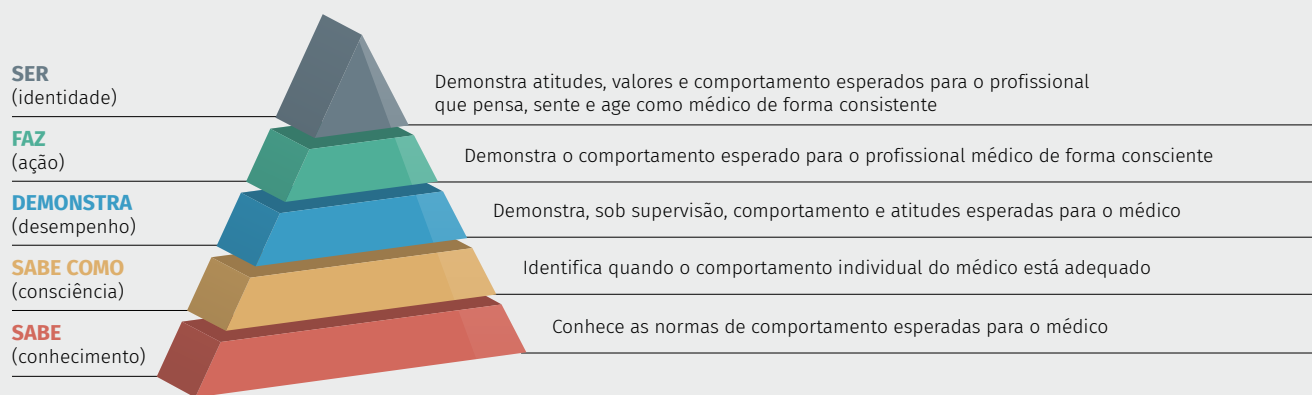 SER
(identidade)
Demonstra atitudes, valores e comportamento esperados para o profissional
que pensa, sente e age como médico de forma consistente
FAZ
(ação)
Demonstra o comportamento esperado para o profissional médico de forma consciente
DEMONSTRA
(desempenho)
Demonstra, sob supervisão, comportamento e atitudes esperadas para o médico
SABE COMO
(consciência)
Identifica quando o comportamento individual do médico está adequado
SABE
(conhecimento)
Conhece as normas de comportamento esperadas para o médico